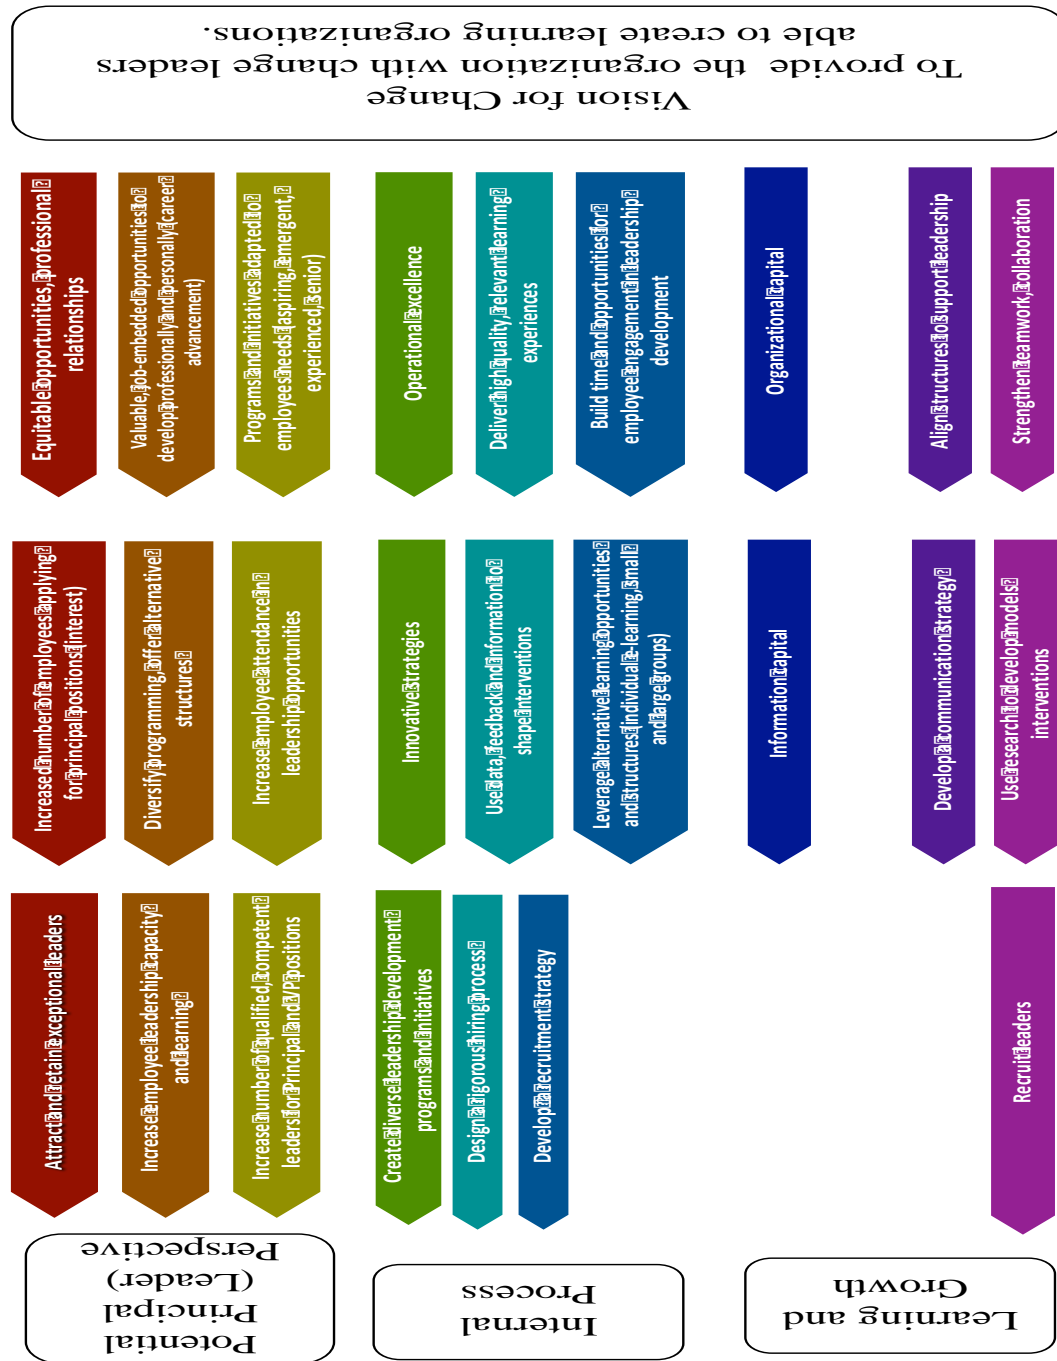 Vision for Change
To provide the organization with change leaders
able to create learning organizations.
Equitable opportunities, professional
relationships
Valuable, job-embedded opportunities to
develop professionally and personally (career
advancement)
Programs and initiatives adapted to
employees needs (aspiring, emergent,
experienced, senior)
Operational excellence
Deliver high quality, relevant learning
experiences
Build time and opportunities for
employee engagement in leadership
development
Organizational capital
Align structures to support leadership
Strengthen teamwork, collaboration
Increased number of employees applying
for principal positions (interest)
Diversify programming, offer alternative
structures
Increase employee attendance in
leadership opportunities
Innovative strategies
Use data, feedback and information to
shape interventions
Leverage alternative learning opportunities
and structures (individual e-learning, small
and large groups)
Information capital
Develop a communication strategy
Use research to develop models
interventions
Attract and retain exceptional leaders
Increase employee leadership capacity
and learning
Increase number of qualified, competent
leaders for Principal and VP positions
Create diverse leadership development
programs and initiatives
Design a rigorous hiring process
Develop a recruitment strategy
Recruit leaders
Potential
Principal
(Leader)
Perspective
Internal
Process
Learning and
Growth